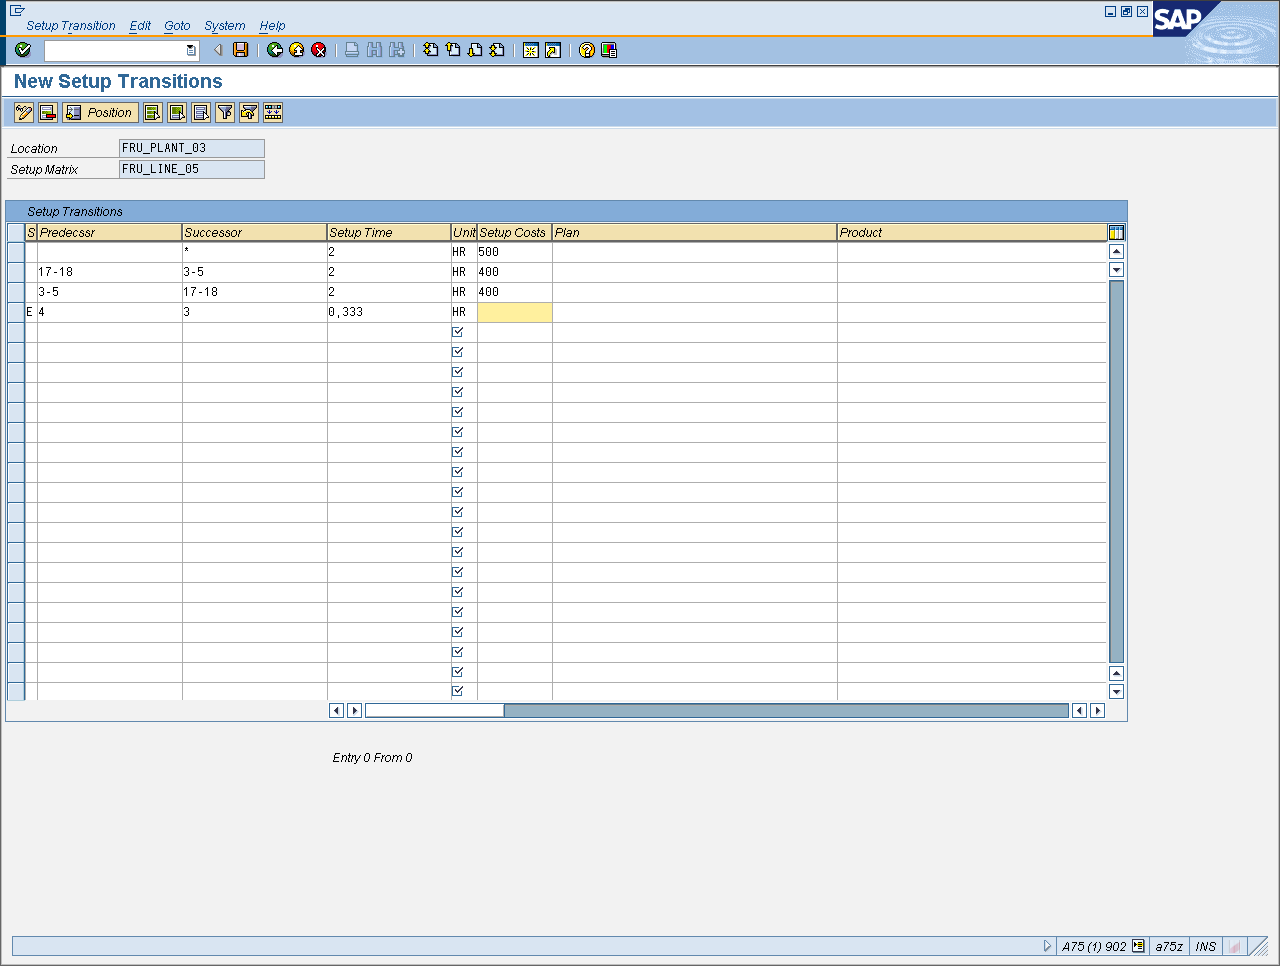 Setup Transition Edit Goto System Help
SAP
New Setup Transitions
Position
Location FRU_PLANT_03
Setup Matrix FRU_LINE_05
Setup Transitions
S Predecssr Successor Setup Time Unit Setup Costs Plan Product
* 2 HR 500
17-18 3-5 2 HR 400
3-5 17-18 2 HR 400
E 4 3 0,333 HR
Entry 0 From 0
A75 (1) 902 a75z INS